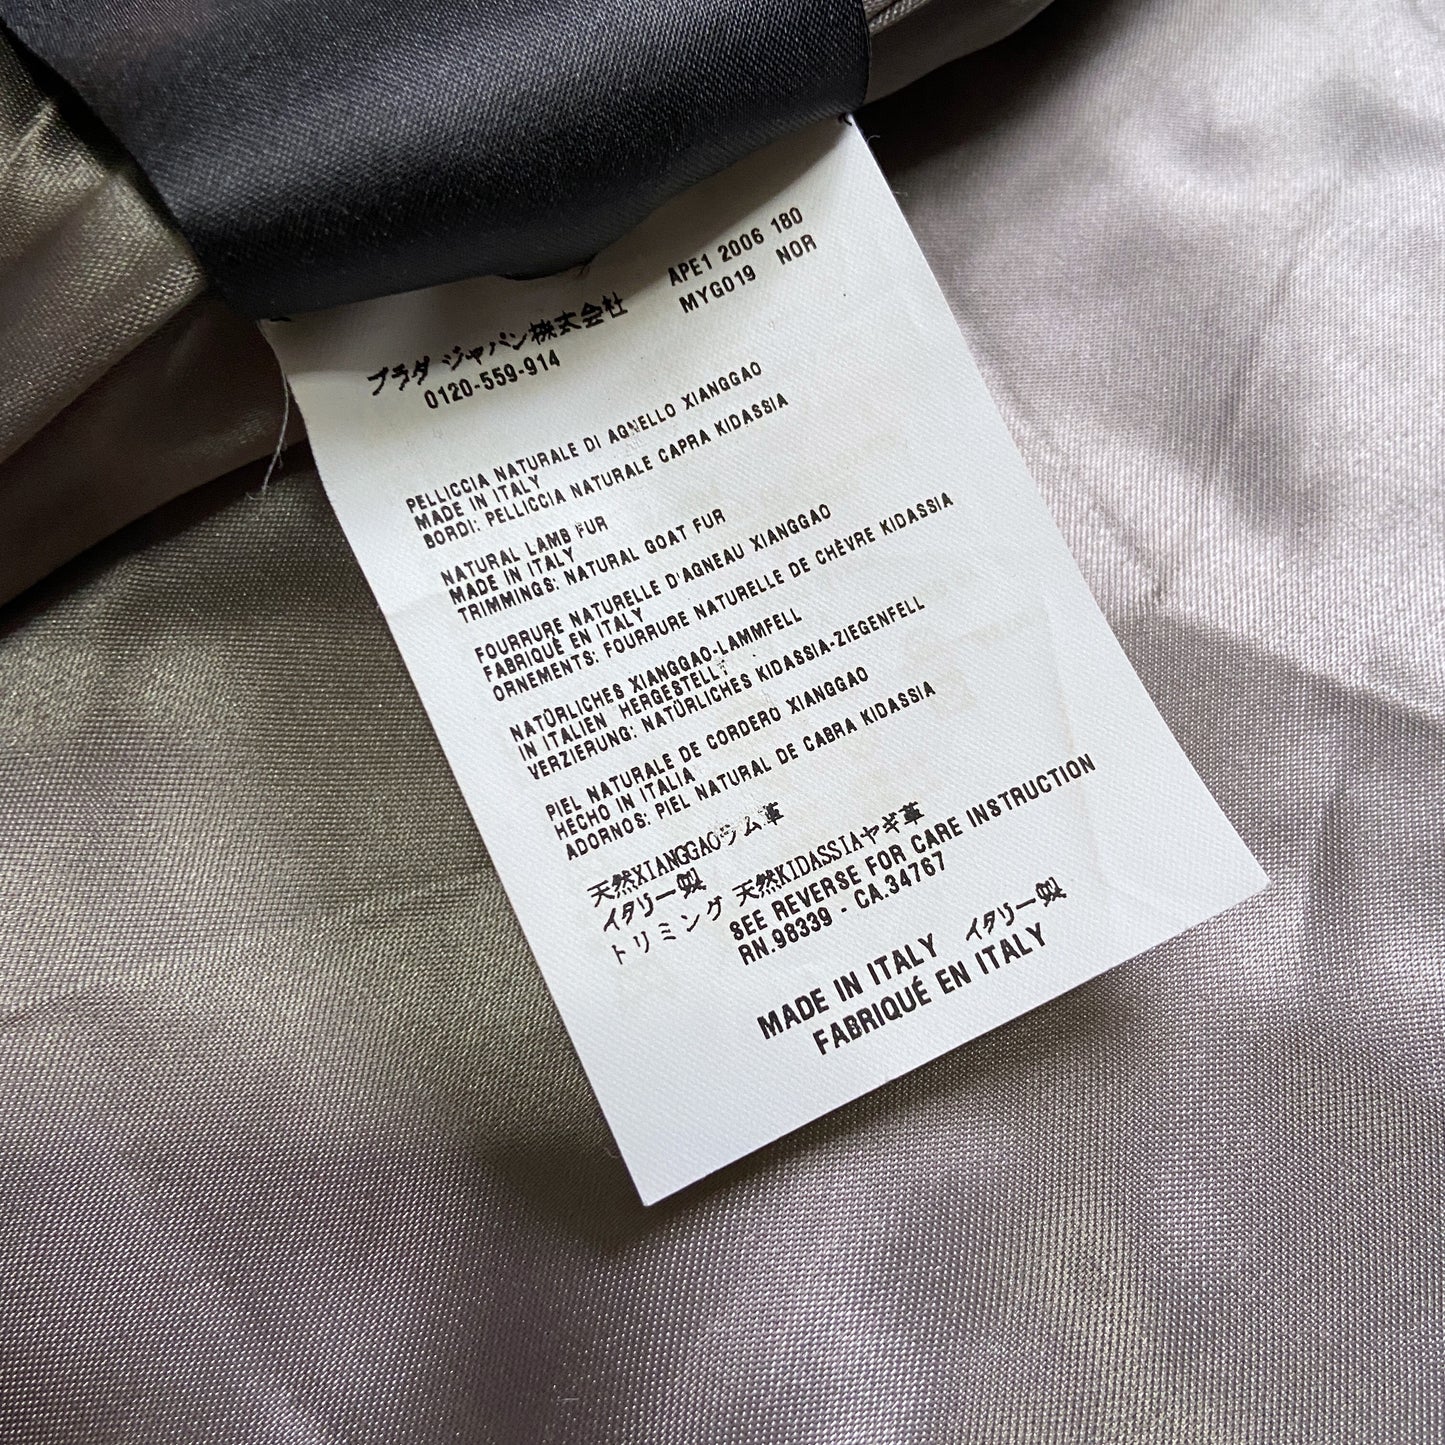 APE1 2006 180
MYG019 NOR
プラダ ジャパン株式会社
0120-559-914
PELLICCIA NATURALE DI AGNELLO XIANGGAO
MADE IN ITALY
BORDI: PELLICCIA NATURALE CAPRA KIDASSIA
NATURAL LAMB FUR
MADE IN ITALY
TRIMMINGS: NATURAL GOAT FUR
FOURRURE NATURELLE D'AGNEAU XIANGGAO
FABRIQUÉ EN ITALY
ORNEMENTS: FOURRURE NATURELLE DE CHÈVRE KIDASSIA
NATÜRLICHES XIANGGAO-LAMMFELL
IN ITALIEN HERGESTELLT
VERZIERUNG: NATÜRLICHES KIDASSIA-ZIEGENFELL
PIEL NATURALE DE CORDERO XIANGGAO
HECHO IN ITALIA
ADORNOS: PIEL NATURAL DE CABRA KIDASSIA
天然XIANGGAOラム革
イタリー製
トリミング 天然KIDASSIAヤギ革
SEE REVERSE FOR CARE INSTRUCTION
RN.98339 - CA.34767
MADE IN ITALY イタリー製
FABRIQUÉ EN ITALY